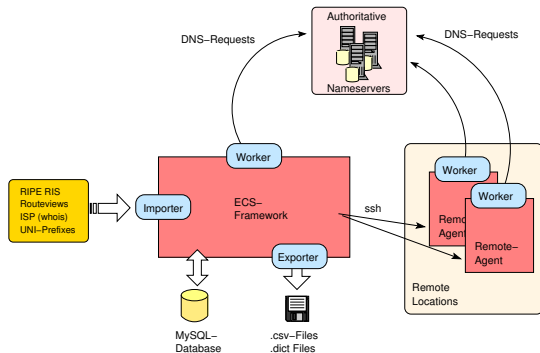 Authoritative
Nameservers
DNS-Requests
DNS-Requests
Worker
Worker
Worker
RIPE RIS
Routeviews
ISP (whois)
UNI-Prefixes
Importer
ECS-
Framework
ssh
Exporter
Agent
Remote-
Agent
Remote
Locations
MySQL-
Database
.csv-Files
.dict Files